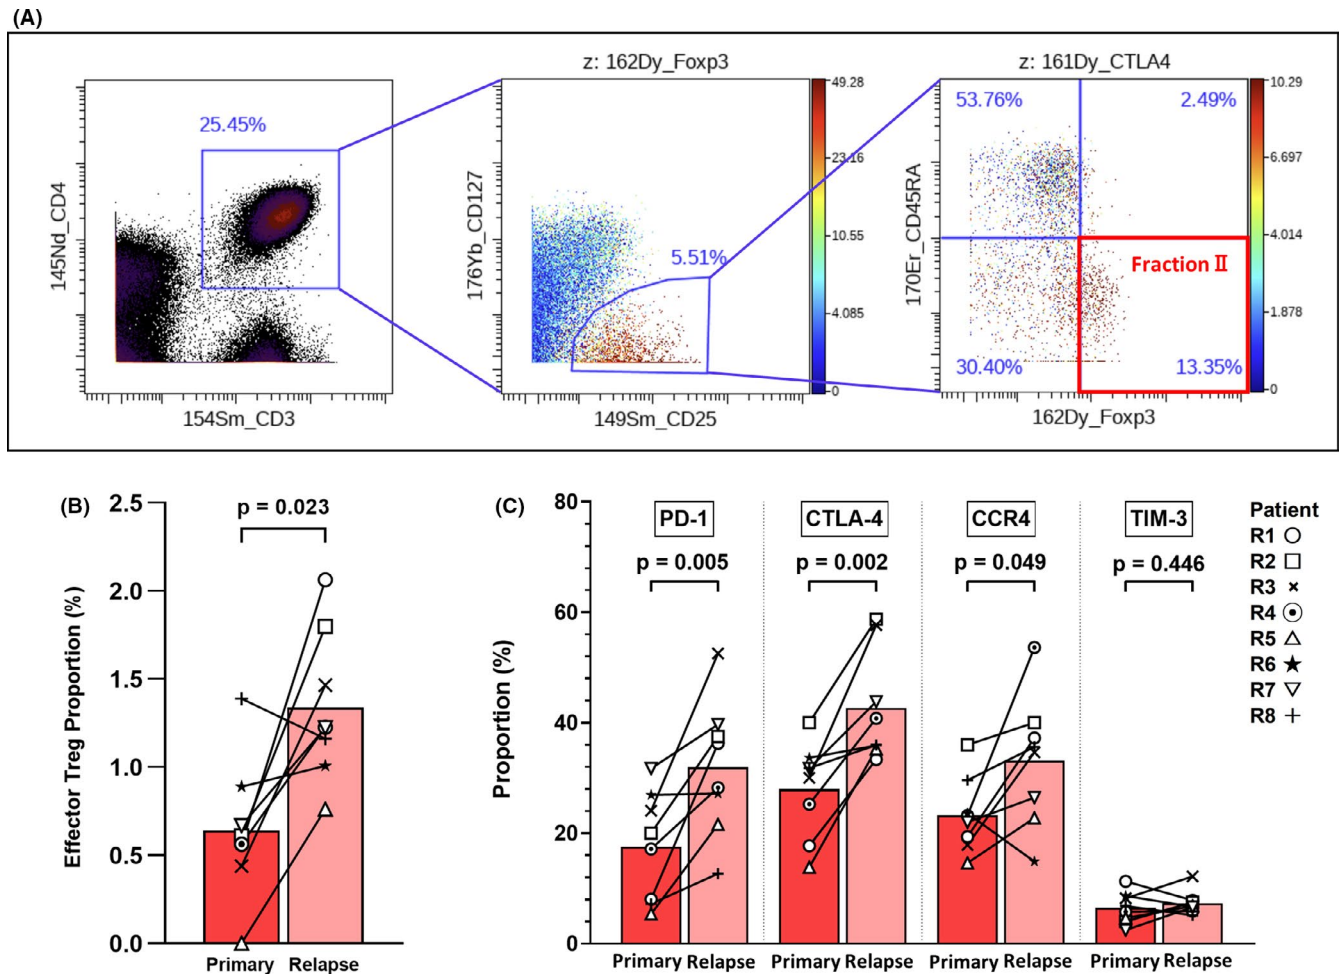 (A)
25.45%
145Nd_CD4
154Sm_CD3
z: 162Dy_Foxp3
176Yb_CD127
5.51%
149Sm_CD25
49.28
23.16
10.55
4.085
0
z: 161Dy_CTLA4
170Er_CD45RA
53.76%
2.49%
Fraction II
30.40%
13.35%
162Dy_Foxp3
10.29
6.697
4.014
1.878
0
(B)
Effector Treg Proportion (%)
2.5
2.0
1.5
1.0
0.5
0.0
p = 0.023
Primary Relapse
(C)
Proportion (%)
80
60
40
20
0
PD-1 CTLA-4 CCR4 TIM-3
p = 0.005 p = 0.002 p = 0.049 p = 0.446
Primary Relapse Primary Relapse Primary Relapse Primary Relapse
Patient
R1
R2
R3
R4
R5
R6
R7
R8